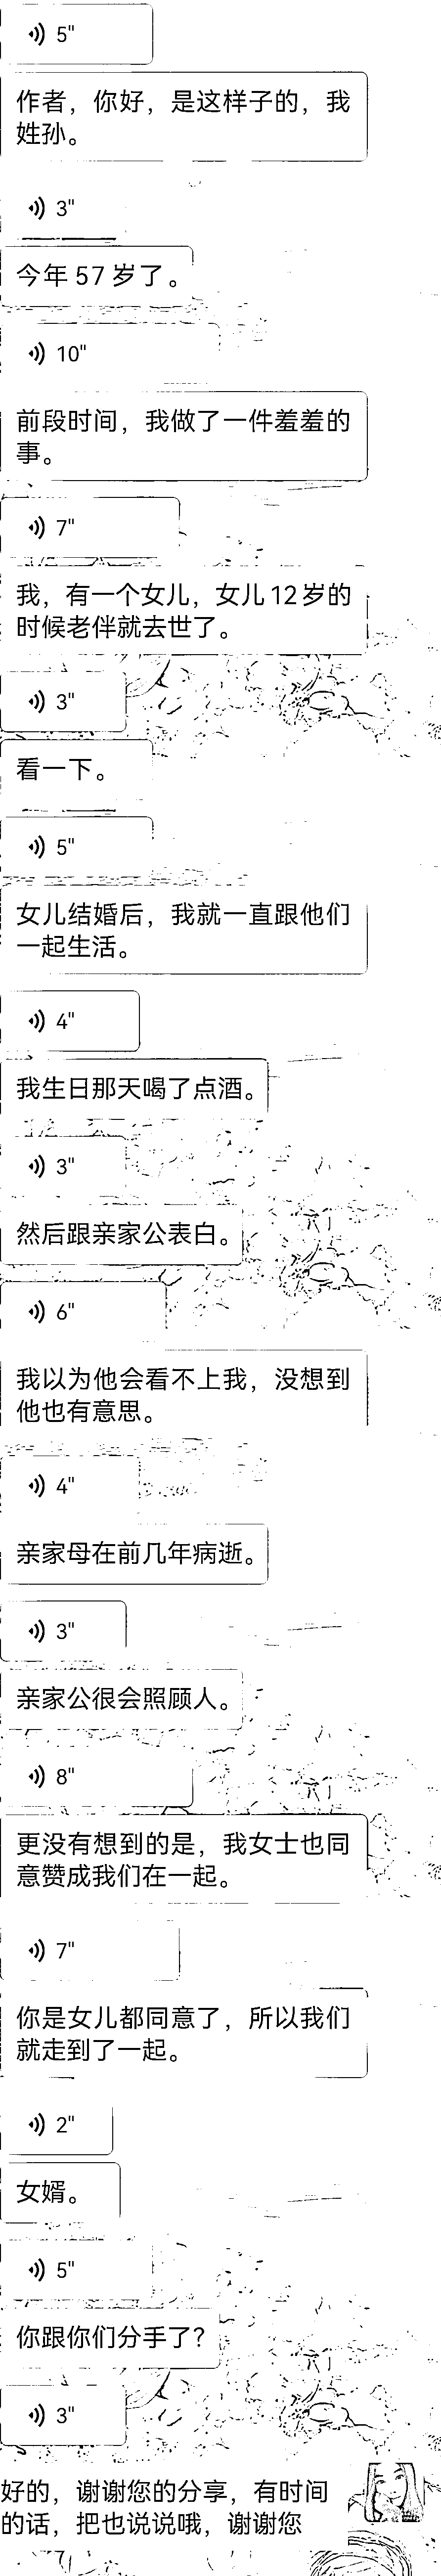 5"
作者，你好，是这样子的，我
姓孙。
3"
今年 57 岁了。
10"
前段时间，我做了一件羞羞的
事。
7"
我，有一个女儿，女儿 12 岁的
时候老伴就去世了。
3"
看一下。
5"
女儿结婚后，我就一直跟他们
一起生活。
4"
我生日那天喝了点酒。
3"
然后跟亲家公表白。
6"
我以为他会看不上我，没想到
他也有意思。
4"
亲家母在前几年病逝。
3"
亲家公很会照顾人。
8"
更没有想到的是，我女士也同
意赞成我们在一起。
7"
你是女儿都同意了，所以我们
就走到了一起。
2"
女婿。
5"
你跟你们分手了？
3"
好的，谢谢您的分享，有时间
的话，把也说说哦，谢谢您